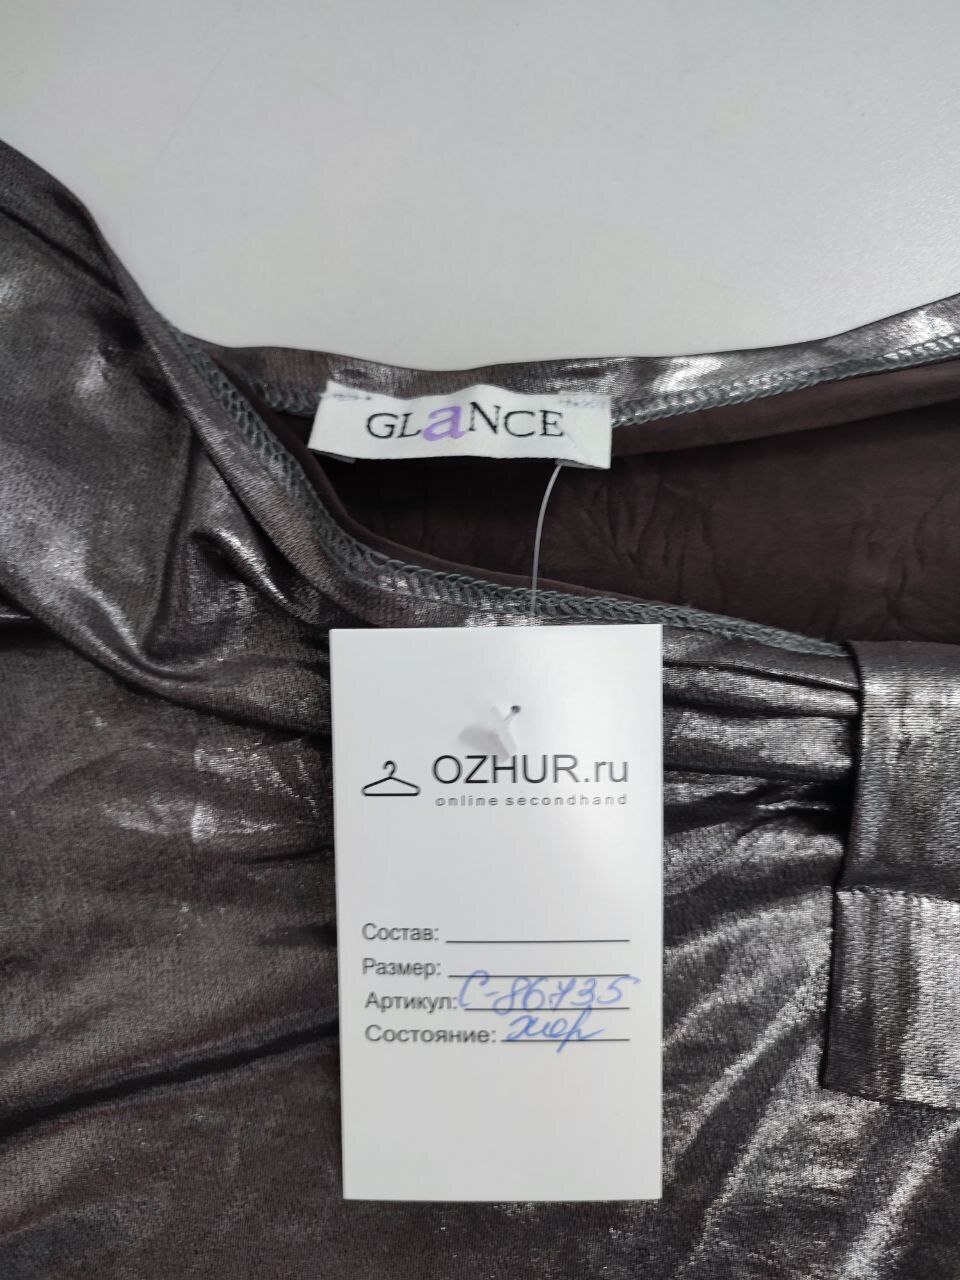 GLaNCE
OZHUR.ru
online secondhand
Состав:
Размер:
Артикул: С-86735
Состояние: хор